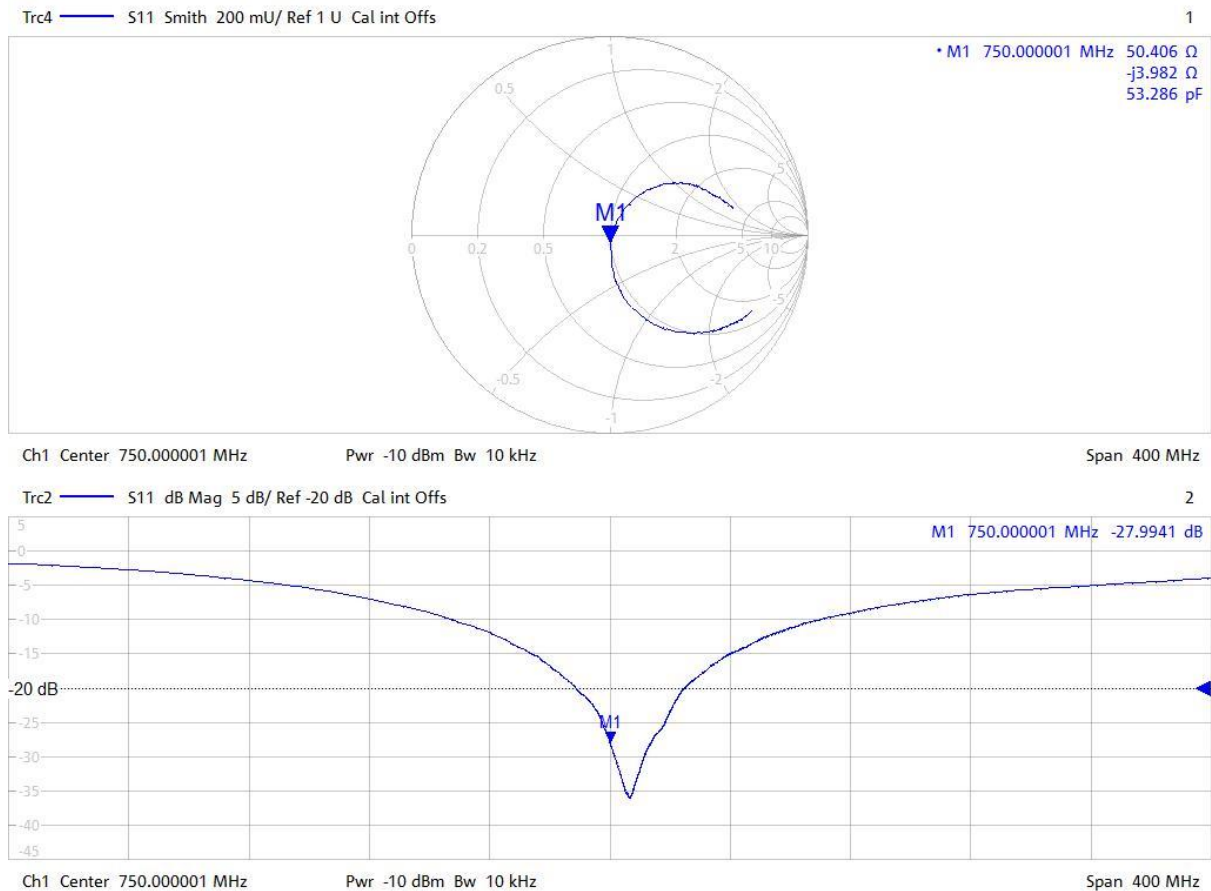 Trc4 S11 Smith 200 mU/ Ref 1 U Cal int Offs 1
• M1 750.000001 MHz 50.406 Ω
-j3.982 Ω
53.286 pF
1
0.5 2
5
M1
0 0.2 0.5 2 5 10
-5
-0.5 -2
-1
Ch1 Center 750.000001 MHz Pwr -10 dBm Bw 10 kHz Span 400 MHz
Trc2 S11 dB Mag 5 dB/ Ref -20 dB Cal int Offs 2
M1 750.000001 MHz -27.9941 dB
5
0
-5
-10
-15
-20 dB
-25
M1
-30
-35
-40
-45
Ch1 Center 750.000001 MHz Pwr -10 dBm Bw 10 kHz Span 400 MHz